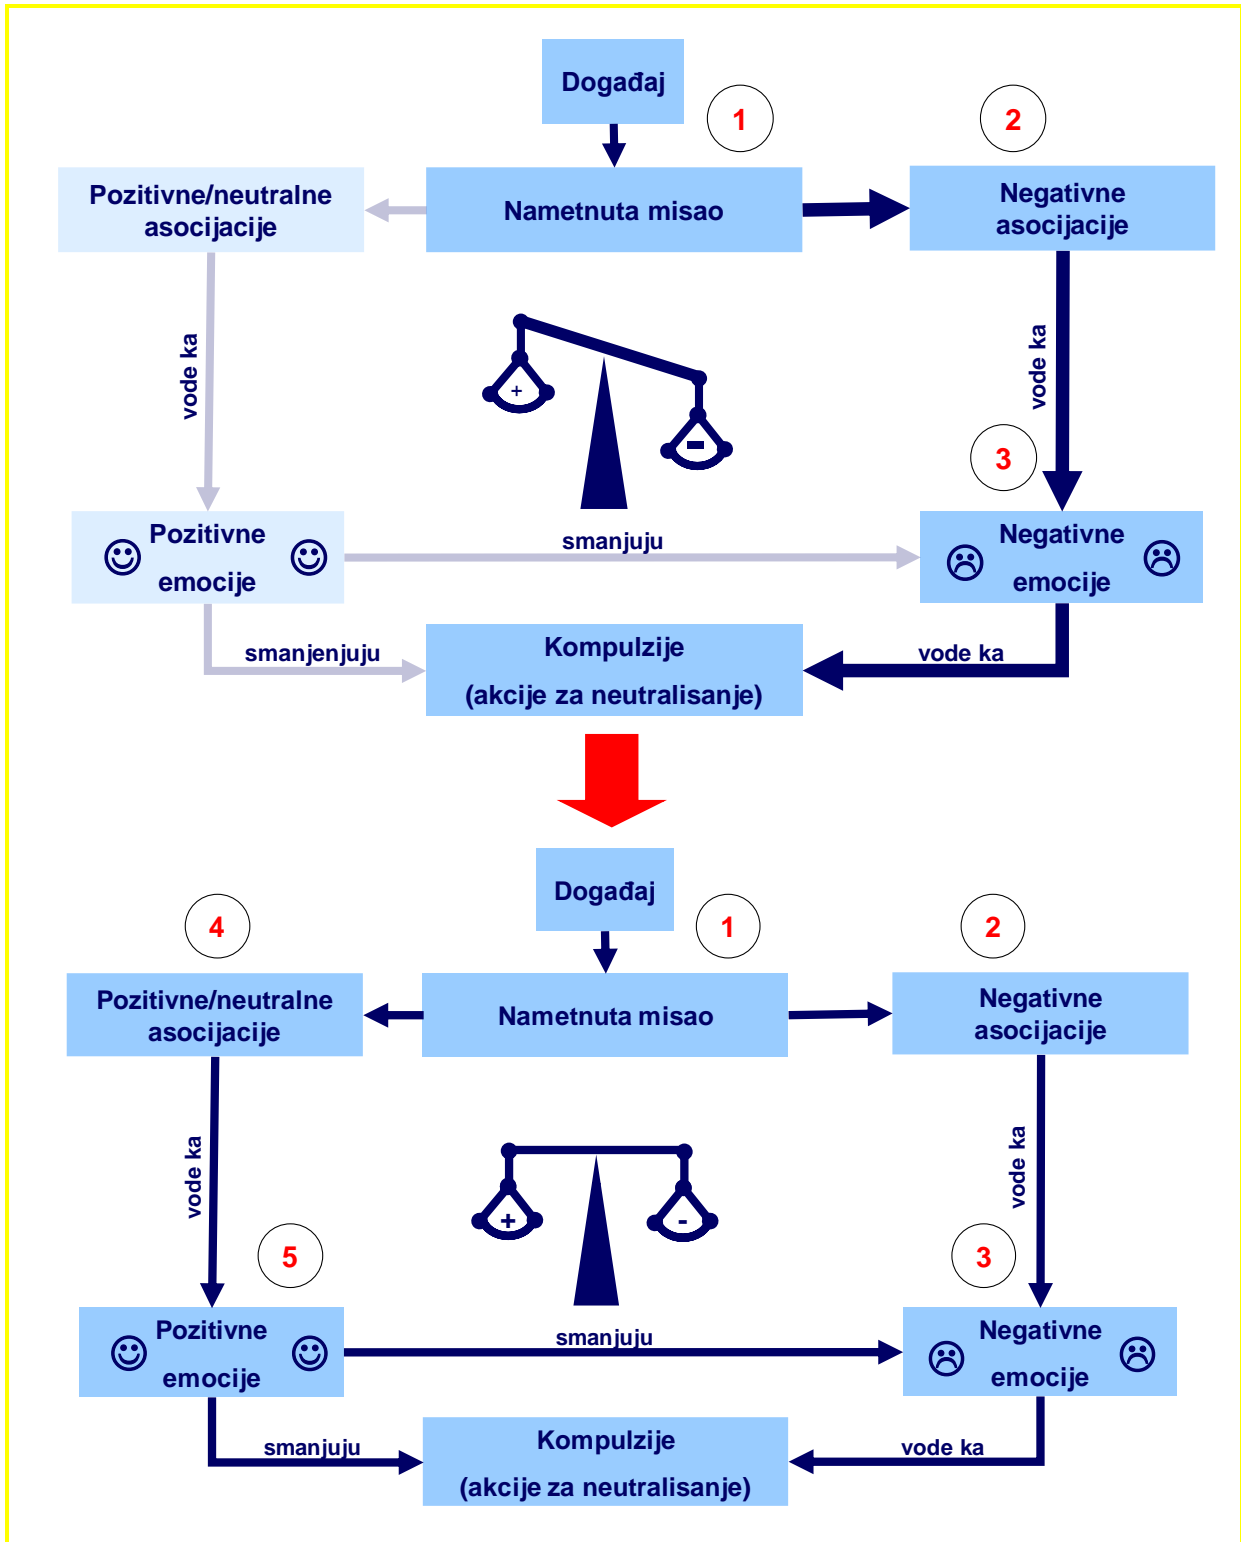 Događaj
1
2
Pozitivne/neutralne
asocijacije
Nametnuta misao
Negativne
asocijacije
vode ka
+
-
vode ka
3
Pozitivne
emocije
smanjuju
Negativne
emocije
smanjenjuju
Kompulzije
(akcije za neutralisanje)
vode ka
Događaj
4
1
2
Pozitivne/neutralne
asocijacije
Nametnuta misao
Negativne
asocijacije
vode ka
+
-
vode ka
5
3
Pozitivne
emocije
smanjuju
Negativne
emocije
smanjuju
Kompulzije
(akcije za neutralisanje)
vode ka